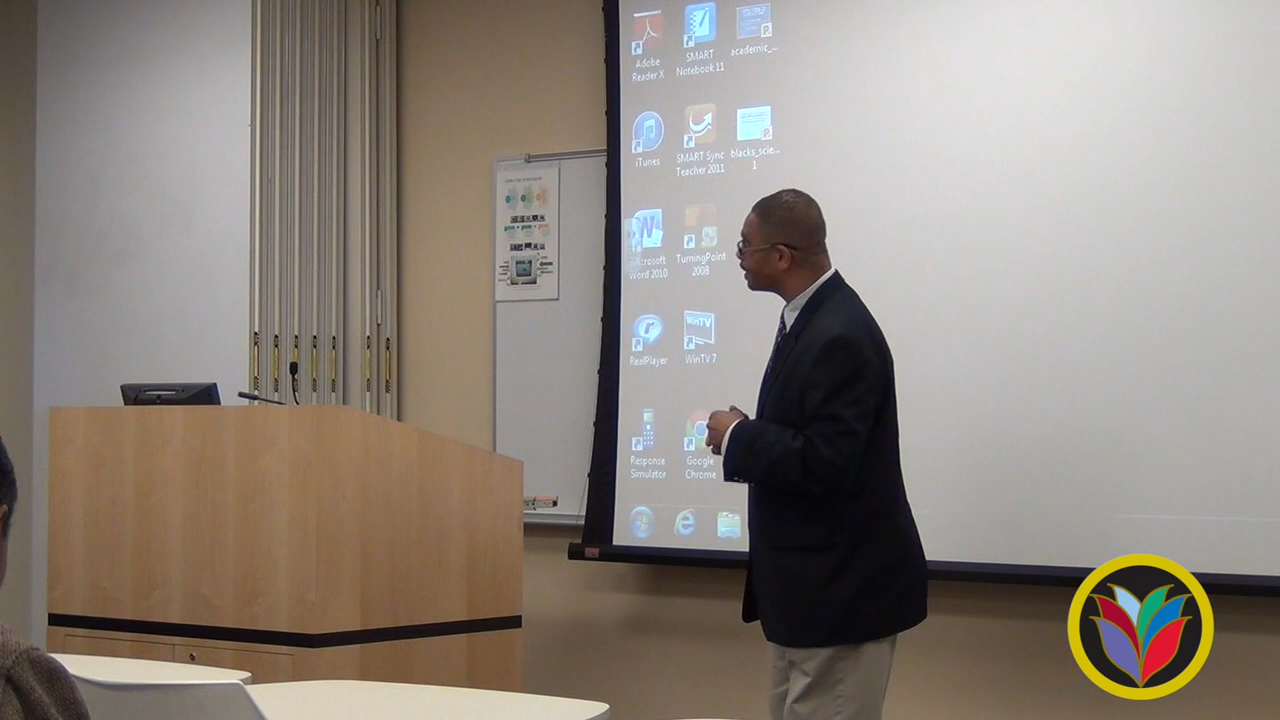 Adobe
Reader X
SMART
Notebook 11
academic_...
iTunes
SMART Sync
Teacher 2011
blacks_scie...
1
Microsoft
Word 2010
TurningPoint
2008
RealPlayer
WinTV
WinTV 7
Response
Simulator
Google
Chrome